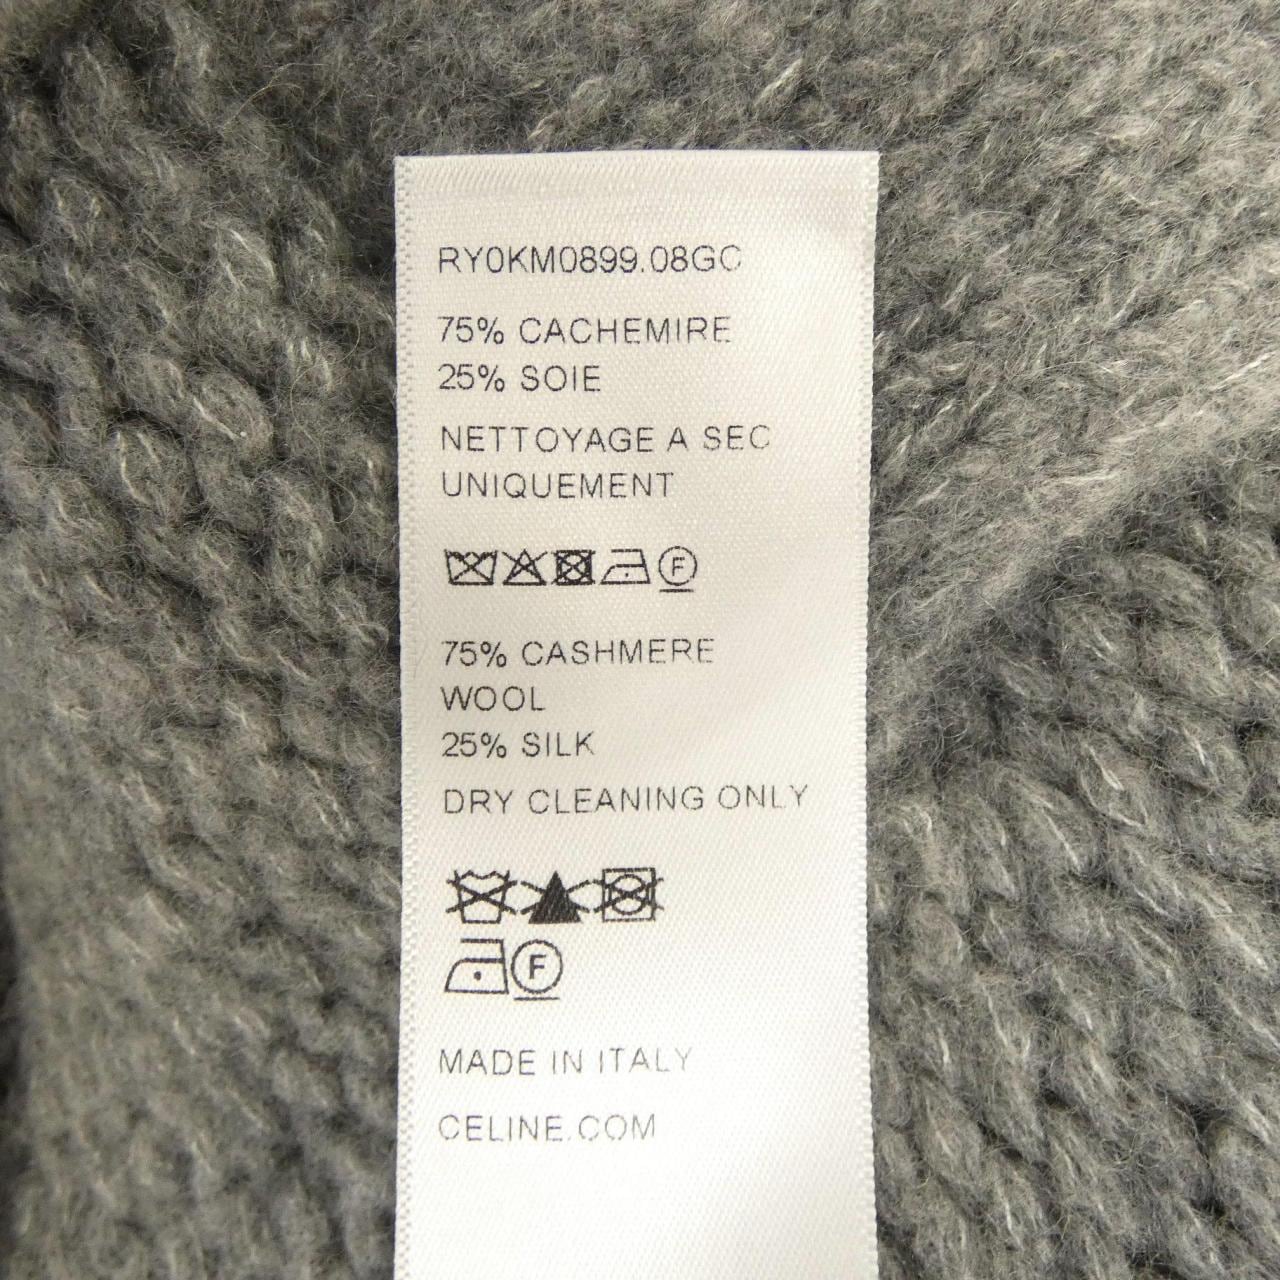 RY0KM0899.08GC
75% CACHEMIRE
25% SOIE
NETTOYAGE A SEC
UNIQUEMENT
F
75% CASHMERE
WOOL
25% SILK
DRY CLEANING ONLY
F
MADE IN ITALY
CELINE.COM